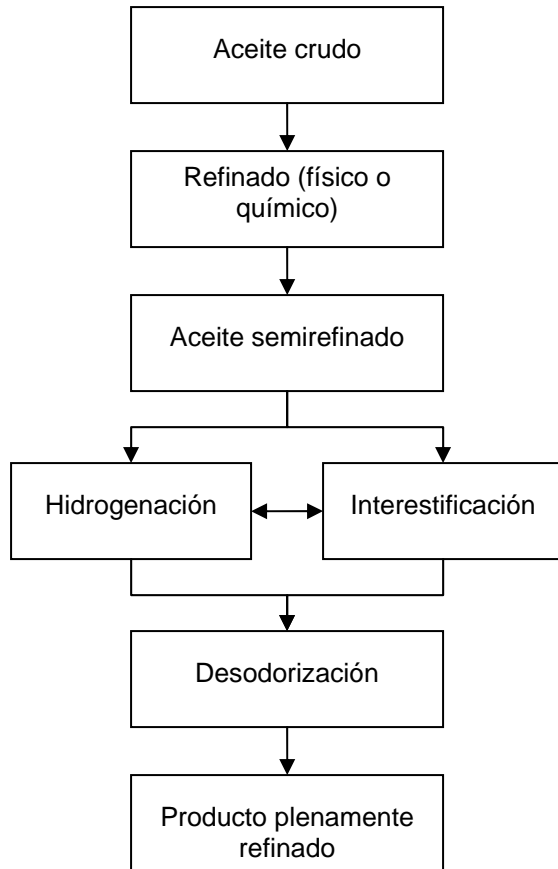 Aceite crudo
Refinado (físico o
químico)
Aceite semirefinado
Hidrogenación
Interestificación
Desodorización
Producto plenamente
refinado